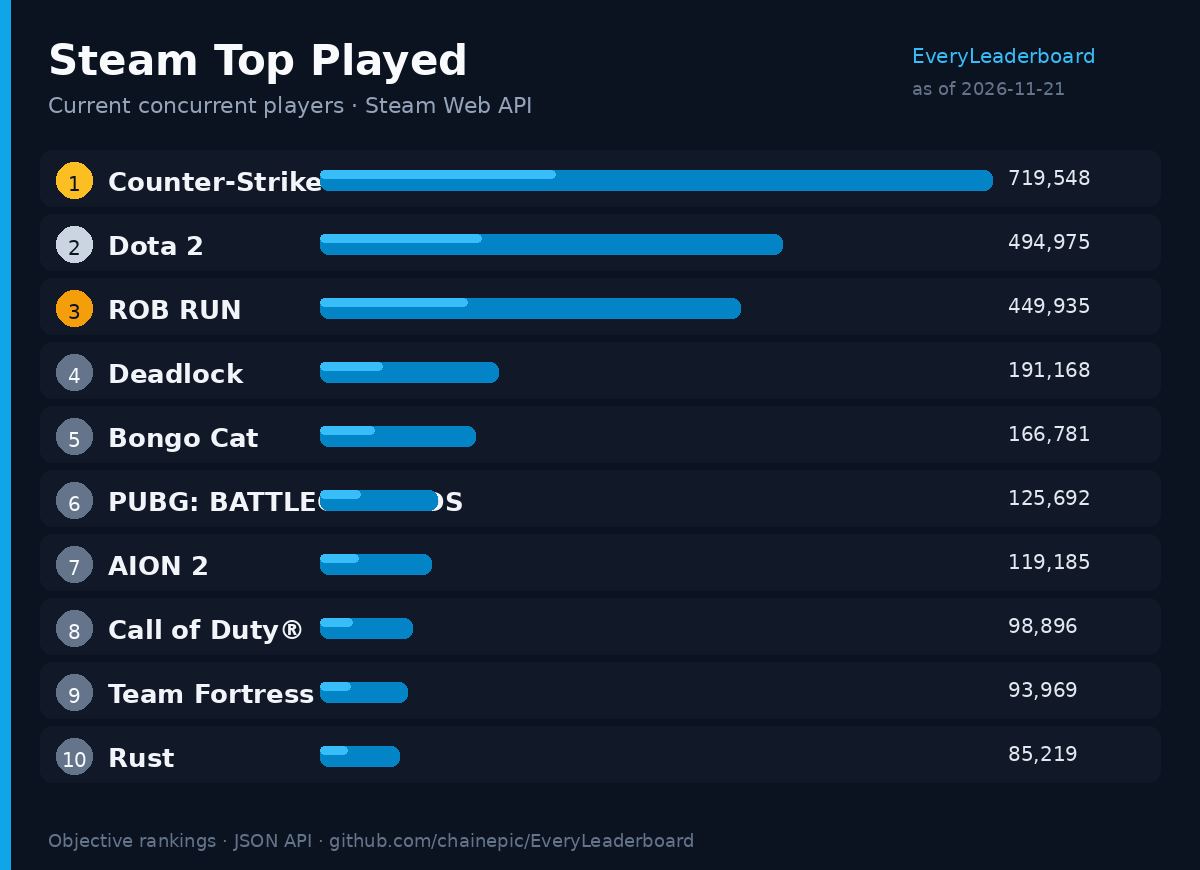 Steam Top Played
EveryLeaderboard
Current concurrent players · Steam Web API
as of 2026-11-21
1 Counter-Strike 719,548
2 Dota 2 494,975
3 ROB RUN 449,935
4 Deadlock 191,168
5 Bongo Cat 166,781
6 PUBG: 125,692
7 AION 2 119,185
8 Call of Duty® 98,896
9 Team Fortress 93,969
10 Rust 85,219
Objective rankings · JSON API · github.com/chainepic/EveryLeaderboard